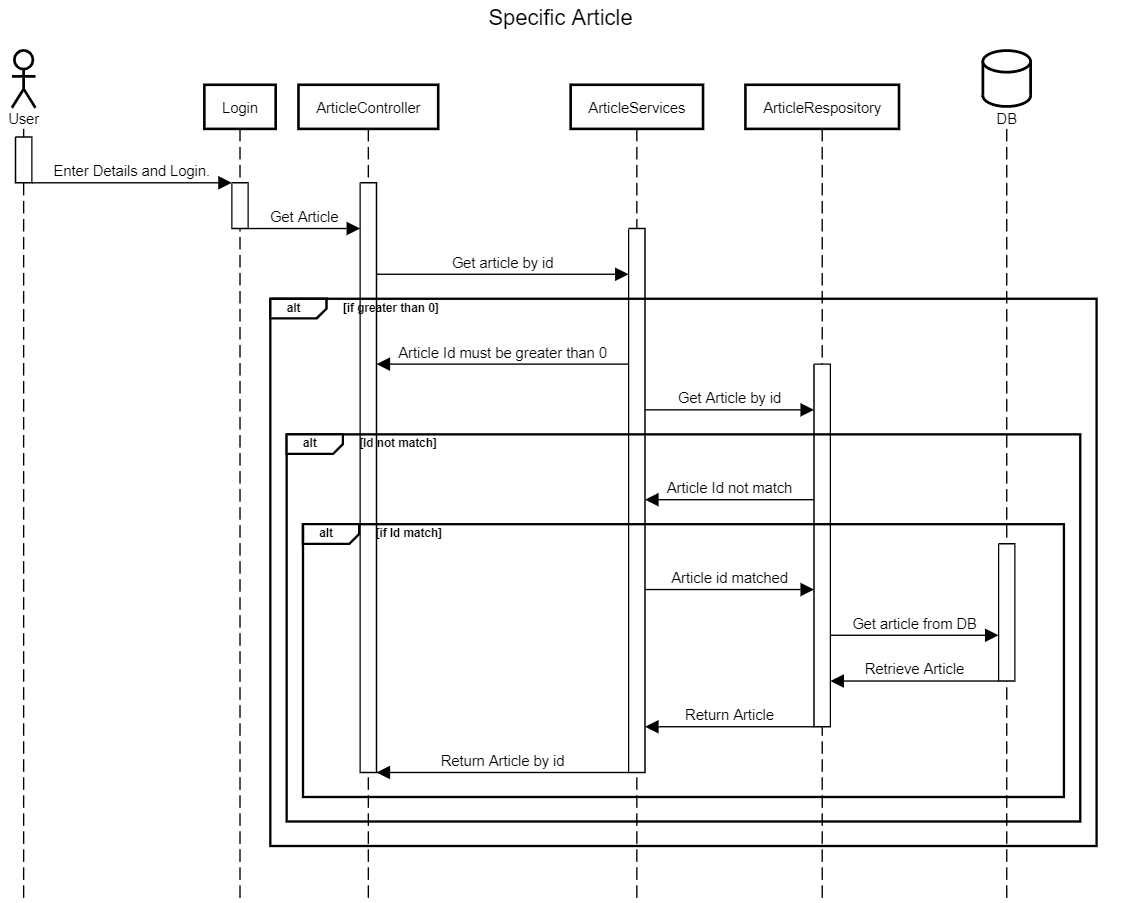 Specific Article
User
Login
ArticleController
ArticleServices
ArticleRespository
DB
Enter Details and Login.
Get Article
Get article by id
alt [if greater than 0]
Article Id must be greater than 0
Get Article by id
alt [Id not match]
Article Id not match
alt [if Id match]
Article id matched
Get article from DB
Retrieve Article
Return Article
Return Article by id